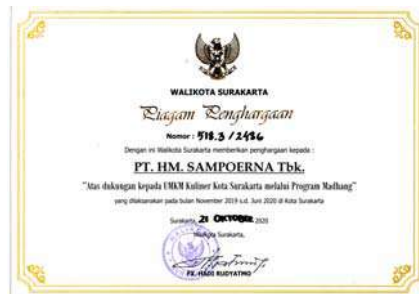 WALIKOTA SURAKARTA
Piagam Penghargaan
Nomor : 518.3 / 2486
Dengan ini Walikota Surakarta memberikan penghargaan kepada :
PT. HM. SAMPOERNA Tbk.
"Atas dukungan kepada UMKM Kuliner Kota Surakarta melalui Program Madhang"
yang dilaksanakan pada bulan November 2019 s.d. Juni 2020 di Kota Surakarta
Surakarta, 21 OKTOBER 2020
Walikota Surakarta,
FX. HADI RUDYATMO